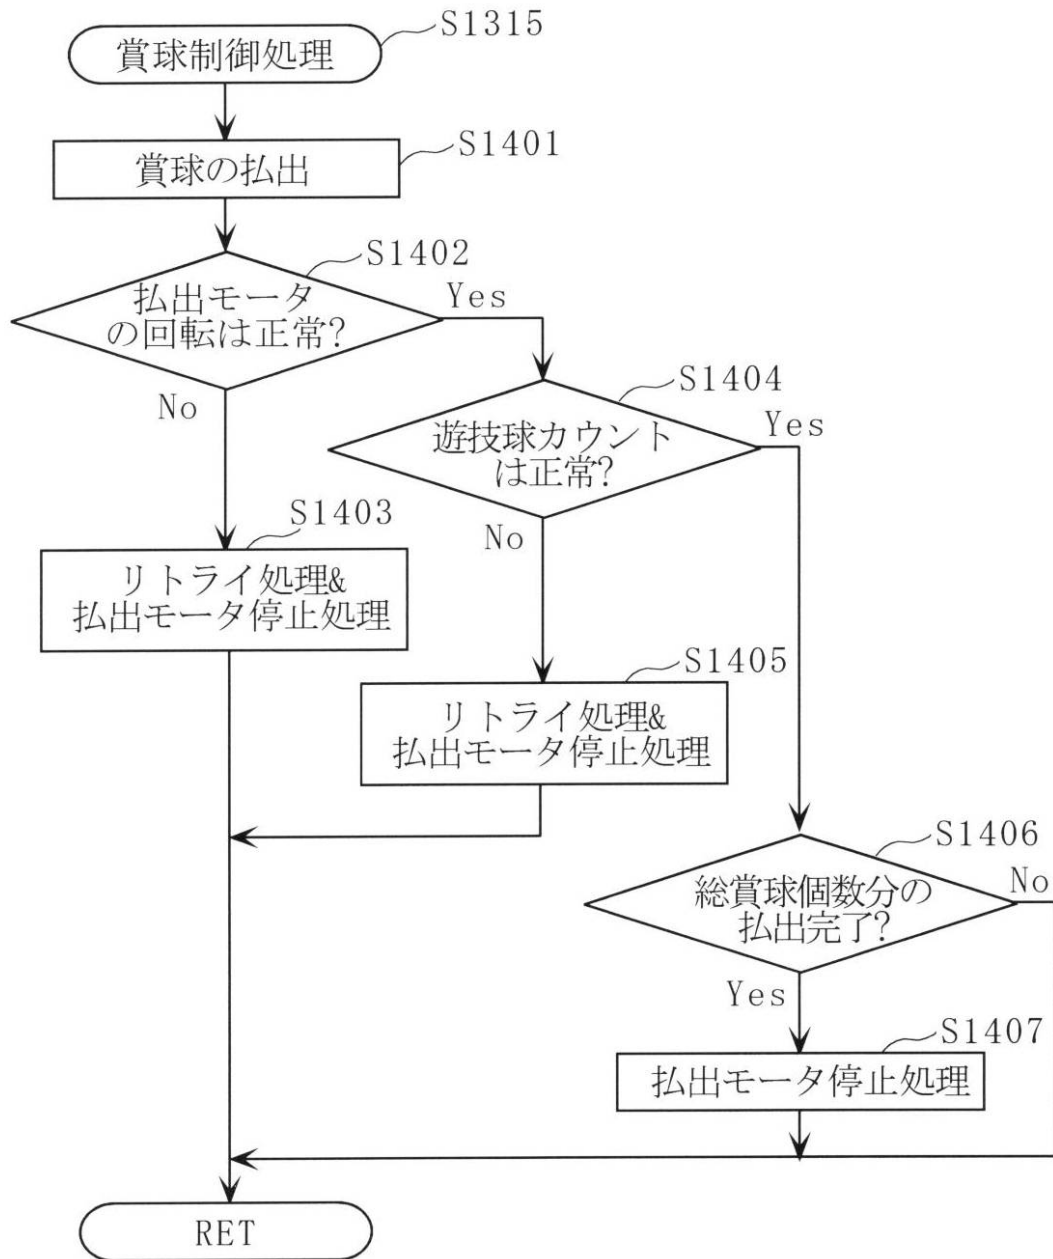 S1315
賞球制御処理
S1401
賞球の払出
S1402
払出モータ
の回転は正常?
Yes
No
S1404
遊技球カウント
は正常?
Yes
No
S1403
リトライ処理&
払出モータ停止処理
S1405
リトライ処理&
払出モータ停止処理
S1406
総賞球個数分の
払出完了?
No
Yes
S1407
払出モータ停止処理
RET